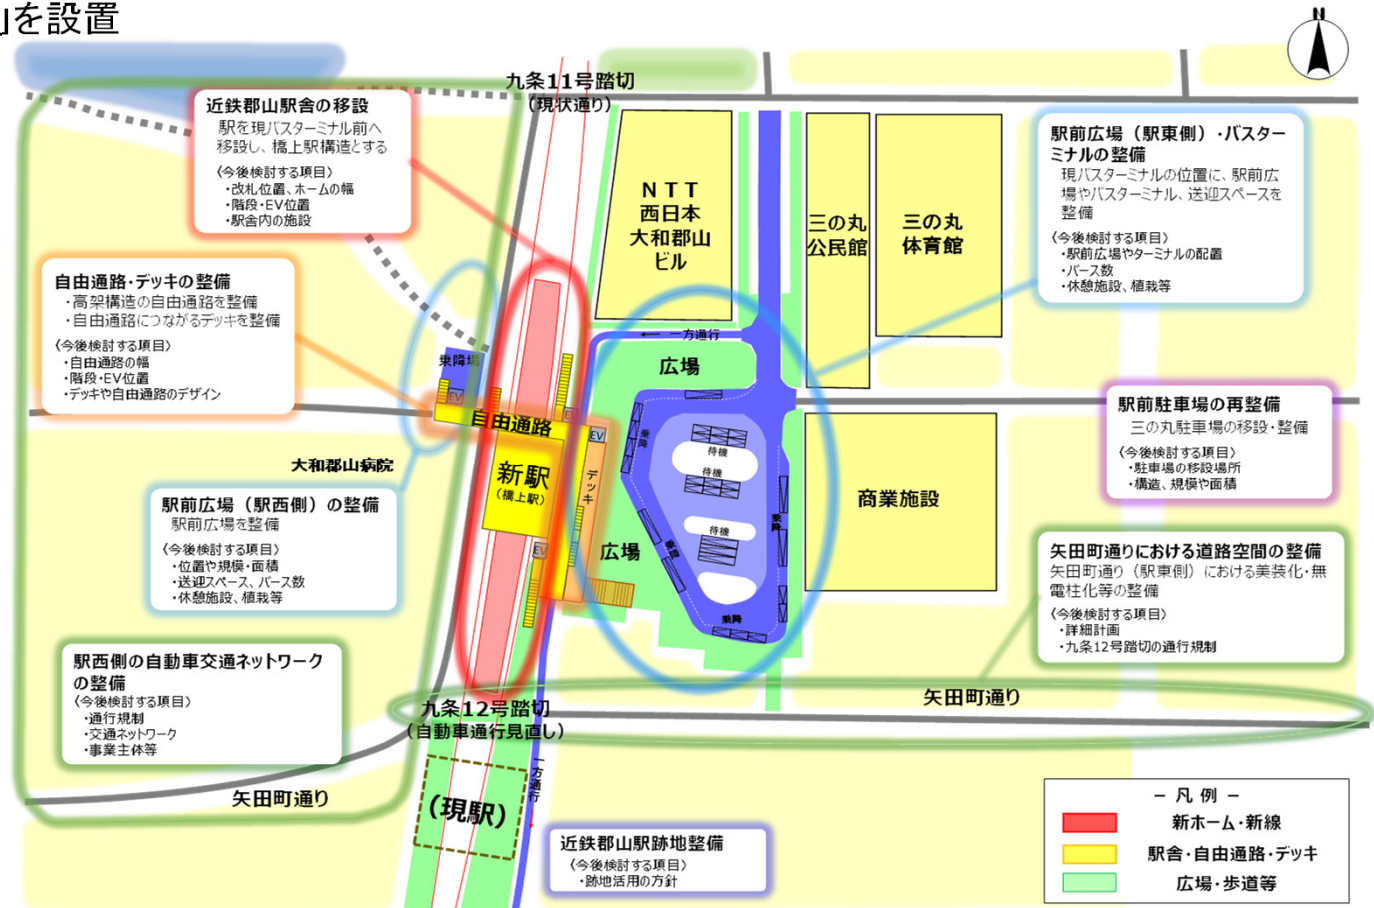 を設置
N
九条11号踏切
（現状通り）
近鉄郡山駅舎の移設
駅を現バスターミナル前へ
移設し、橋上駅構造とする
〈今後検討する項目〉
・改札位置、ホームの幅
・階段・EV位置
・駅舎内の施設
自由通路・デッキの整備
・高架構造の自由通路を整備
・自由通路につながるデッキを整備
〈今後検討する項目〉
・自由通路の幅
・階段・EV位置
・デッキや自由通路のデザイン
大和郡山病院
駅前広場（駅西側）の整備
駅前広場を整備
〈今後検討する項目〉
・位置や規模・面積
・送迎スペース、バース数
・休憩施設、植栽等
駅西側の自動車交通ネットワーク
の整備
〈今後検討する項目〉
・通行規制
・交通ネットワーク
・事業主体等
矢田町通り
乗降場
EV
自由通路
EV
EV
新駅
（橋上駅）
デッキ
EV
九条12号踏切
（自動車通行見直し）
一方通行
（現駅）
近鉄郡山駅跡地整備
〈今後検討する項目〉
・跡地活用の方針
NTT
西日本
大和郡山
ビル
三の丸
公民館
三の丸
体育館
← 一方通行
広場
広場
乗降
待機
待機
待機
乗降
乗降
乗降
商業施設
駅前広場（駅東側）・バスター
ミナルの整備
現バスターミナルの位置に、駅前広
場やバスターミナル、送迎スペースを
整備
〈今後検討する項目〉
・駅前広場やターミナルの配置
・バース数
・休憩施設、植栽等
駅前駐車場の再整備
三の丸駐車場の移設・整備
〈今後検討する項目〉
・駐車場の移設場所
・構造、規模や面積
矢田町通りにおける道路空間の整備
矢田町通り（駅東側）における美装化・無
電柱化等の整備
〈今後検討する項目〉
・詳細計画
・九条12号踏切の通行規制
矢田町通り
－ 凡 例 －
新ホーム・新線
駅舎・自由通路・デッキ
広場・歩道等